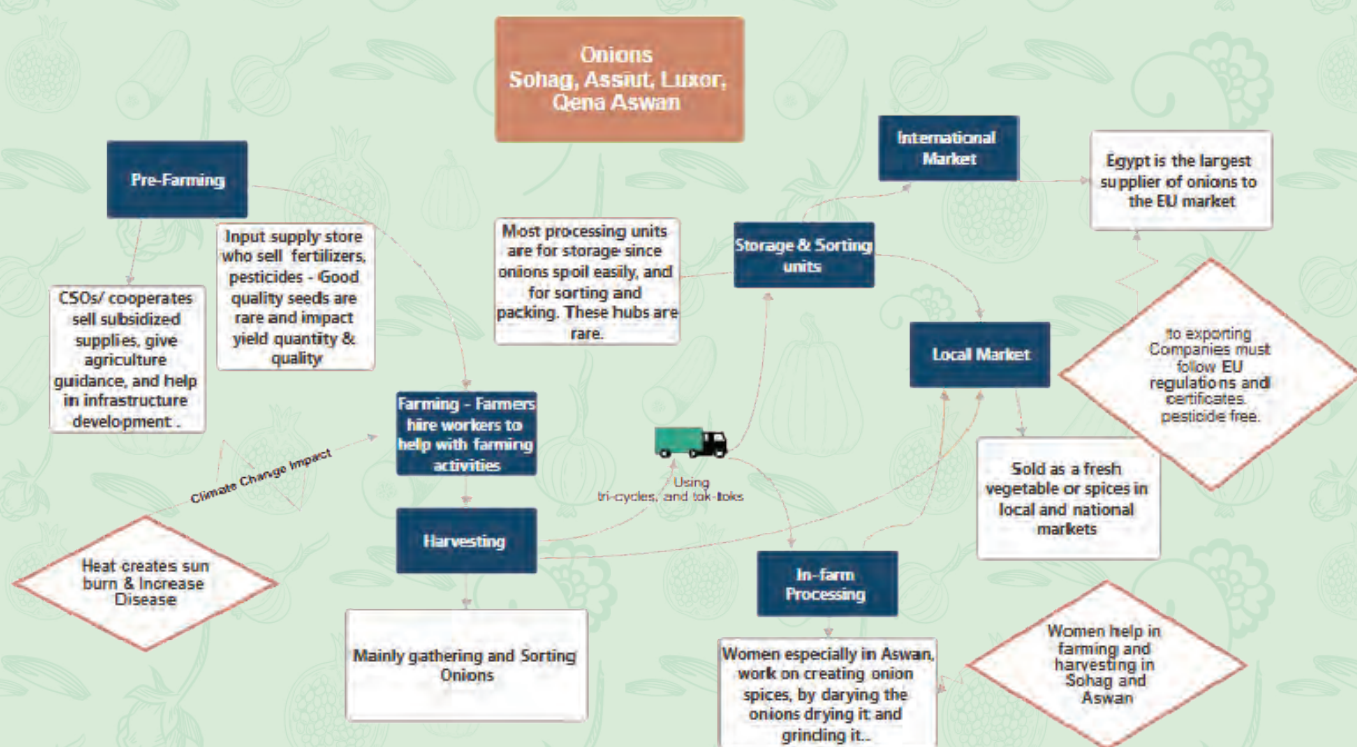 Onions
Sohag, Assiut, Luxor,
Qena Aswan
International
Market
Egypt is the largest
supplier of onions to
the EU market
Pre-Farming
Input supply store
who sell fertilizers,
pesticides - Good
quality seeds are
rare and impact
yield quantity &
quality
CSOs/ cooperates
sell subsidized
supplies, give
agriculture
guidance, and help
in infrastructure
development .
Most processing units
are for storage since
onions spoil easily, and
for sorting and
packing. These hubs are
rare.
Storage & Sorting
units
Local Market
to exporting
Companies must
follow EU
regulations and
certificates.
pesticide free.
Farming - Farmers
hire workers to
help with farming
activities
Climate Change Impact
Using
tri-cycles, and tok-toks
Sold as a fresh
vegetable or spices in
local and national
markets
Harvesting
Heat creates sun
burn & Increase
Disease
In-farm
Processing
Mainly gathering and Sorting
Onions
Women especially in Aswan,
work on creating onion
spices, by darying the
onions drying it and
grincling it..
Women help in
farming and
harvesting in
Sohag and
Aswan